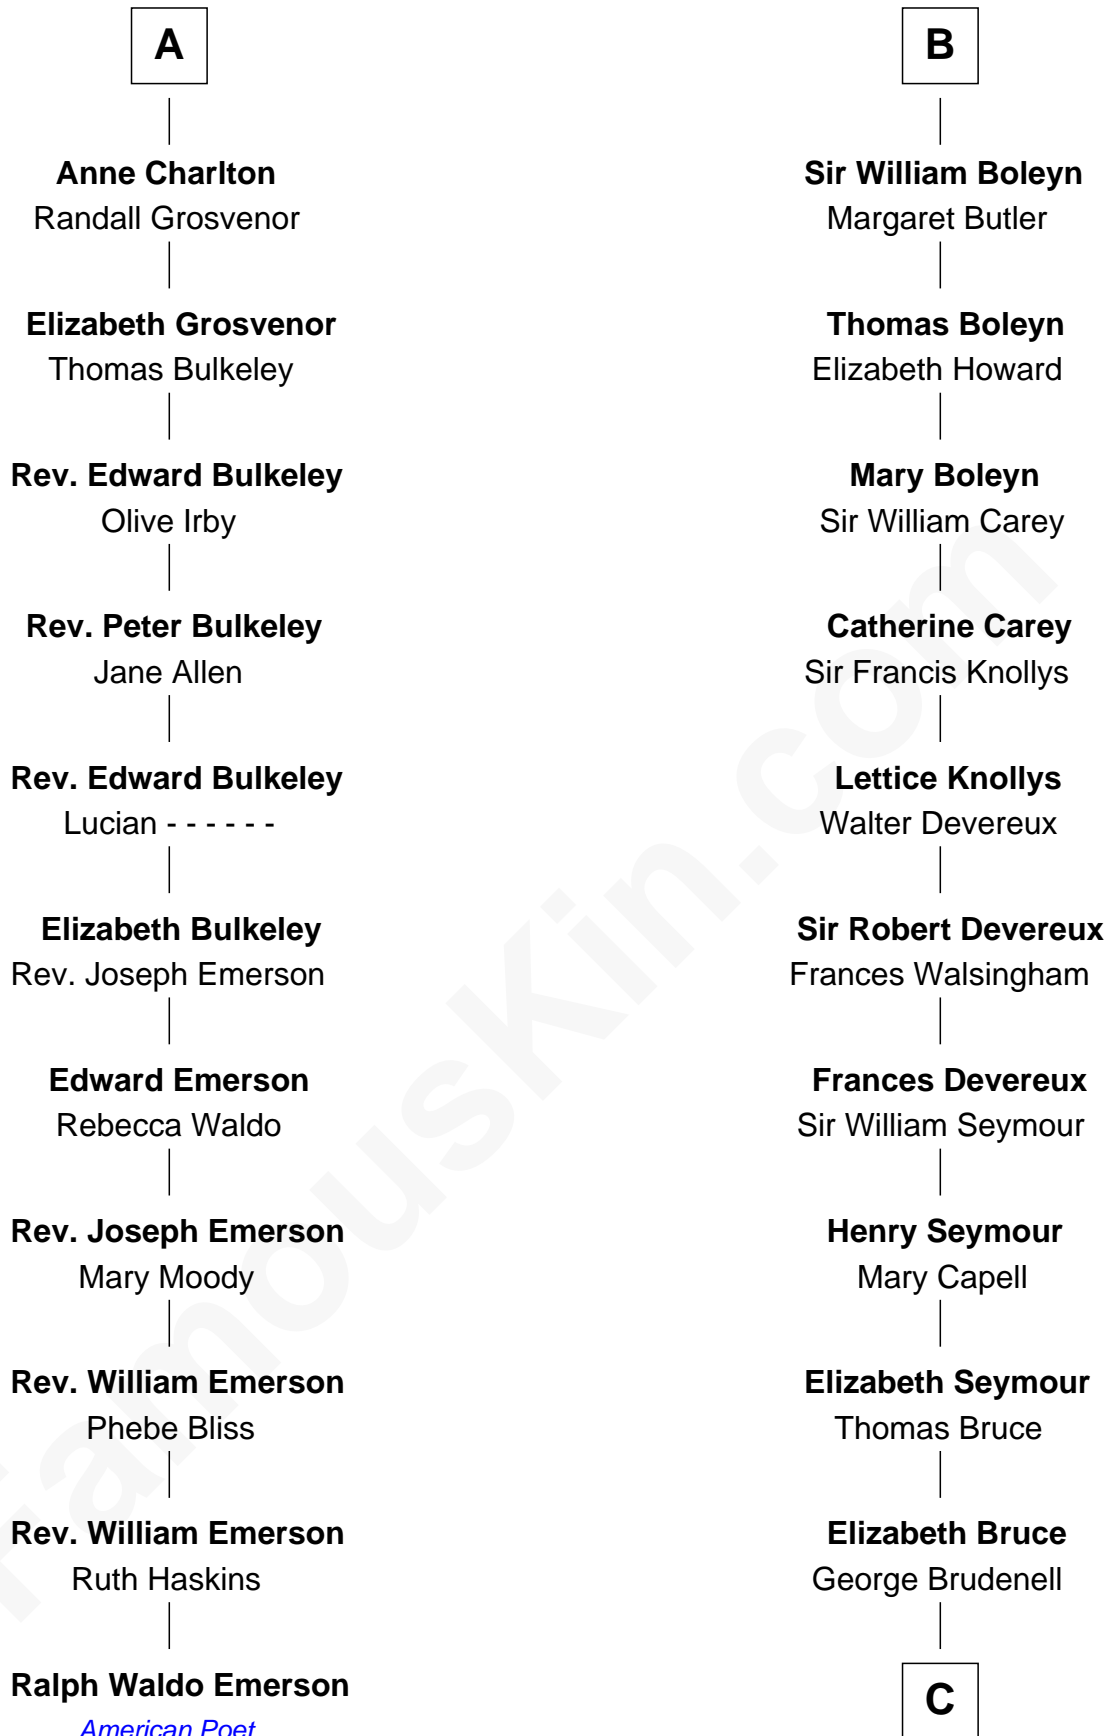 A
Anne Charlton
Randall Grosvenor
Elizabeth Grosvenor
Thomas Bulkeley
Rev. Edward Bulkeley
Olive Irby
Rev. Peter Bulkeley
Jane Allen
Rev. Edward Bulkeley
Lucian - - - - - -
Elizabeth Bulkeley
Rev. Joseph Emerson
Edward Emerson
Rebecca Waldo
Rev. Joseph Emerson
Mary Moody
Rev. William Emerson
Phebe Bliss
Rev. William Emerson
Ruth Haskins
Ralph Waldo Emerson
American Poet
B
Sir William Boleyn
Margaret Butler
Thomas Boleyn
Elizabeth Howard
Mary Boleyn
Sir William Carey
Catherine Carey
Sir Francis Knollys
Lettice Knollys
Walter Devereux
Sir Robert Devereux
Frances Walsingham
Frances Devereux
Sir William Seymour
Henry Seymour
Mary Capell
Elizabeth Seymour
Thomas Bruce
Elizabeth Bruce
George Brudenell
C
FamousKin.com